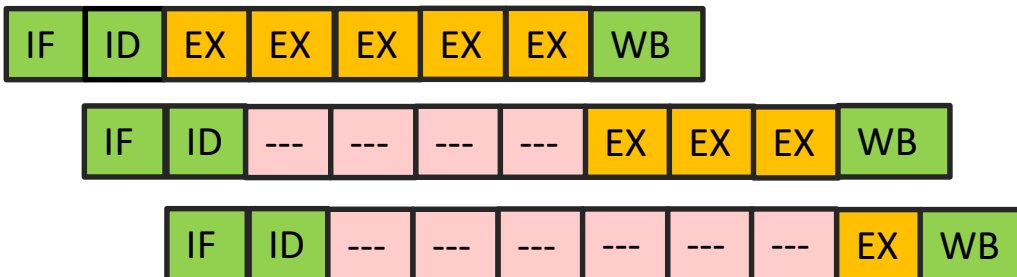 IF ID EX EX EX EX EX WB
IF ID --- --- --- --- EX EX EX WB
IF ID --- --- --- --- --- --- EX WB